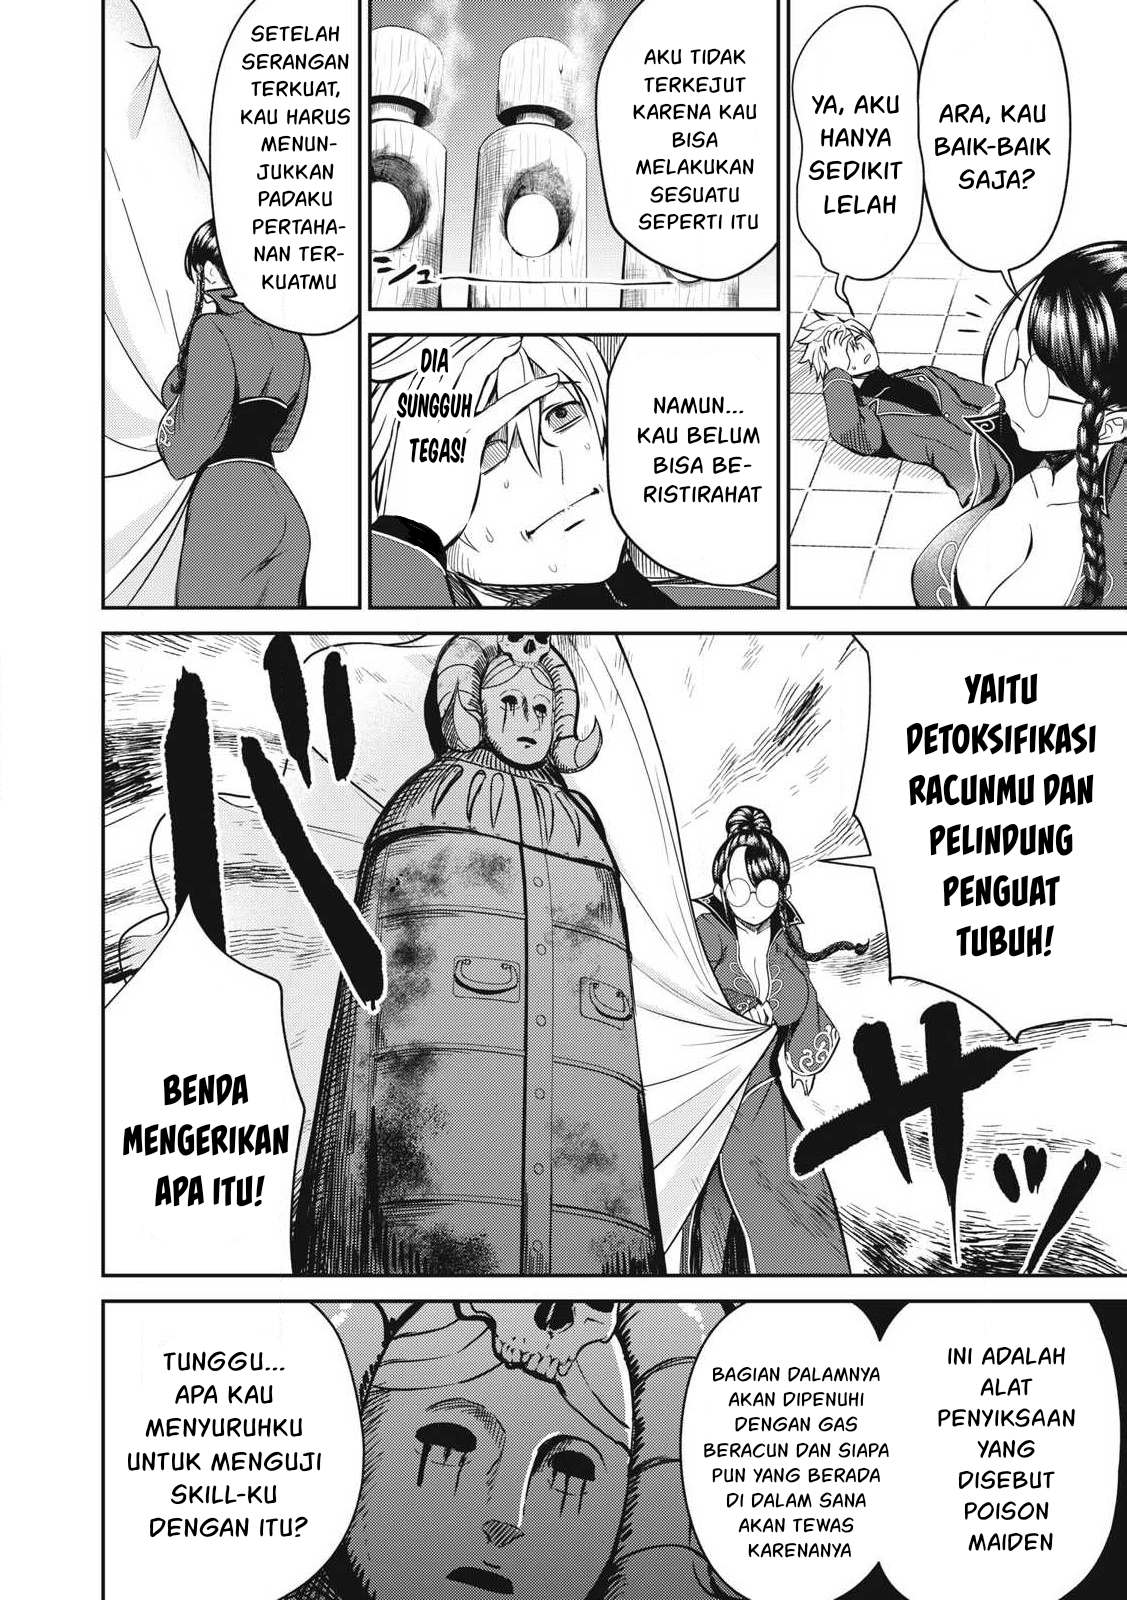 ARA, KAU
BAIK-BAIK
SAJA?
YA, AKU
HANYA
SEDIKIT
LELAH
AKU TIDAK
TERKEJUT
KARENA KAU
BISA
MELAKUKAN
SESUATU
SEPERTI ITU
ミシュ
NAMUN...
KAU BELUM
BISA BE-
RISTIRAHAT
DIA
SUNGGUH
TEGAS!
SETELAH
SERANGAN
TERKUAT,
KAU HARUS
MENUN-
JUKKAN
PADAKU
PERTAHA-
NAN TER-
KUATMU
YAITU
DETOKSIFIKASI
RACUNMU DAN
PELINDUNG
PENGUAT
TUBUH!
BENDA
MENGERIKAN
APA ITU!
INI ADALAH
ALAT
PENYIKSAAN
YANG
DISEBUT
POISON
MAIDEN
BAGIAN DALAMNYA
AKAN DIPENUHI
DENGAN GAS
BERACUN DAN SIAPA
PUN YANG BERADA
DI DALAM SANA
AKAN TEWAS
KARENANYA
TUNGGU...
APA KAU
MENYURUHKU
UNTUK MENGUJI
SKILL-KU
DENGAN ITU?